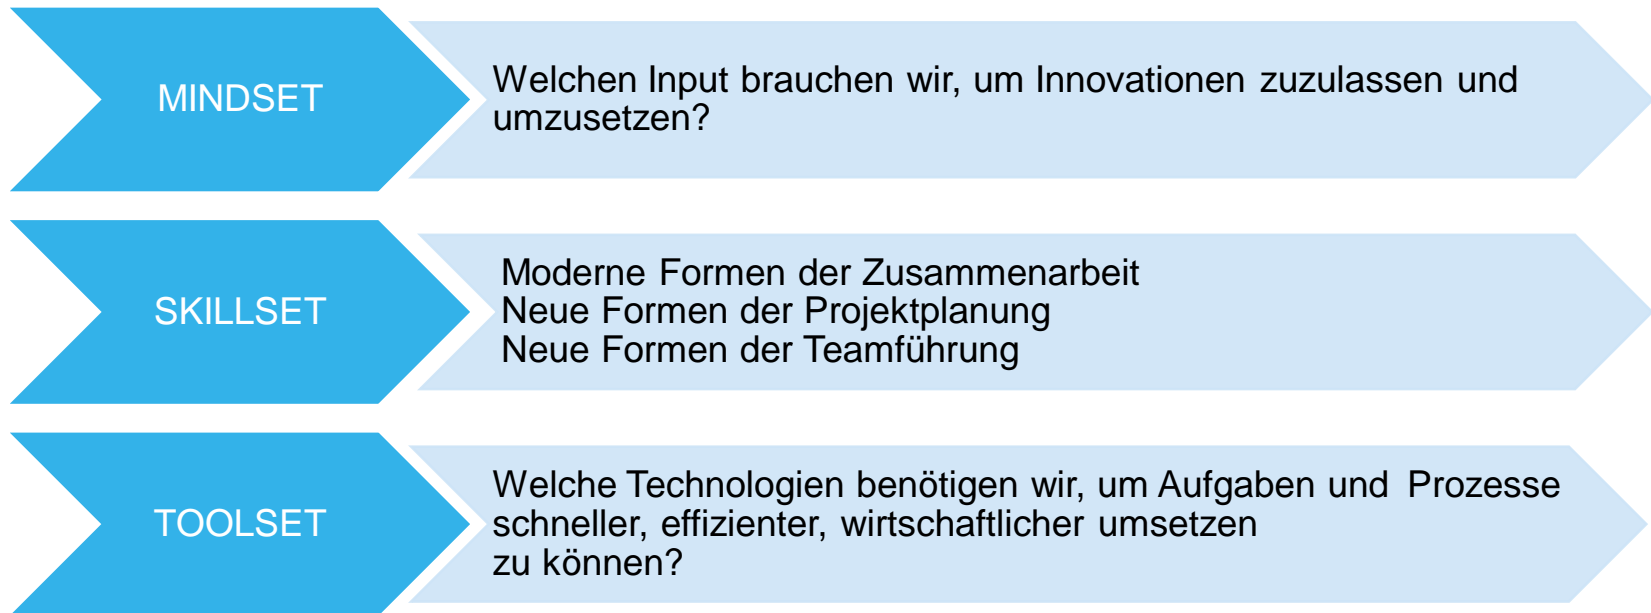 MINDSET
Welchen Input brauchen wir, um Innovationen zuzulassen und
umzusetzen?
SKILLSET
Moderne Formen der Zusammenarbeit
Neue Formen der Projektplanung
Neue Formen der Teamführung
TOOLSET
Welche Technologien benötigen wir, um Aufgaben und Prozesse
schneller, effizienter, wirtschaftlicher umsetzen
zu können?